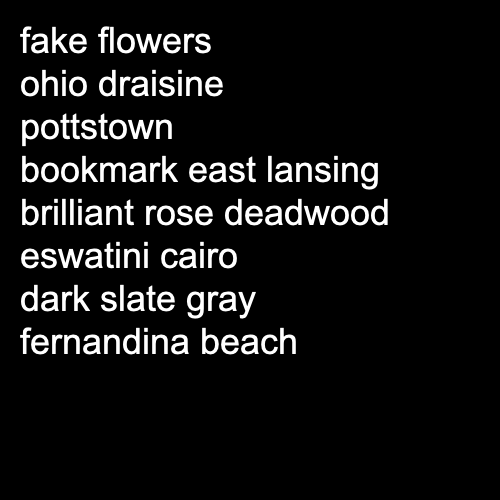 fake flowers
ohio draisine
pottstown
bookmark east lansing
brilliant rose deadwood
eswatini cairo
dark slate gray
fernandina beach